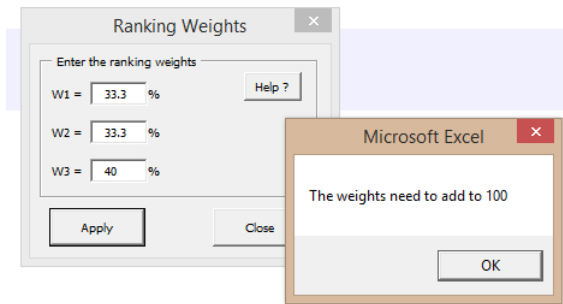 Ranking Weights
Enter the ranking weights
W1 = 33.3 %
Help ?
W2 = 33.3 %
W3 = 40 %
Apply
Close
Microsoft Excel
The weights need to add to 100
OK